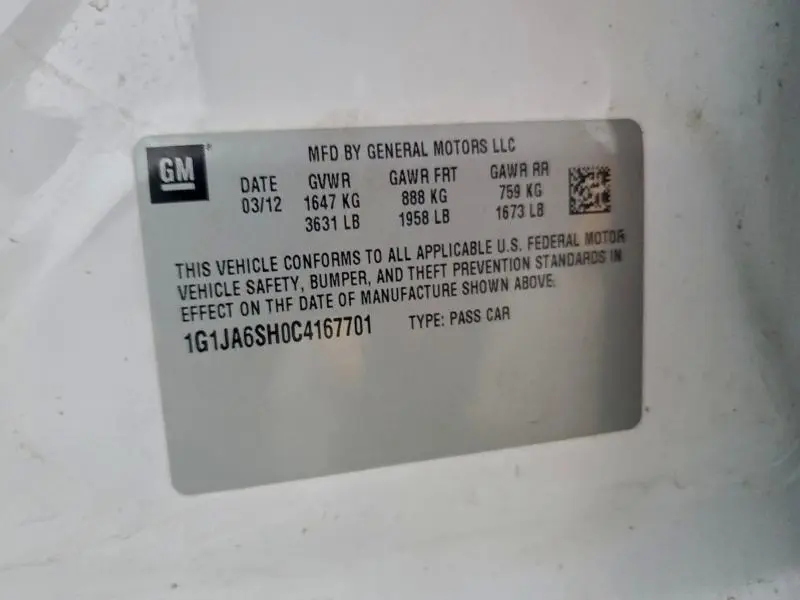 GM
MFD BY GENERAL MOTORS LLC
DATE GVWR GAWR FRT GAWR RR
03/12 1647 KG 888 KG 759 KG
3631 LB 1958 LB 1673 LB
THIS VEHICLE CONFORMS TO ALL APPLICABLE U.S. FEDERAL MOTOR
VEHICLE SAFETY, BUMPER, AND THEFT PREVENTION STANDARDS IN
EFFECT ON THE DATE OF MANUFACTURE SHOWN ABOVE.
1G1JA6SH0C4167701 TYPE: PASS CAR